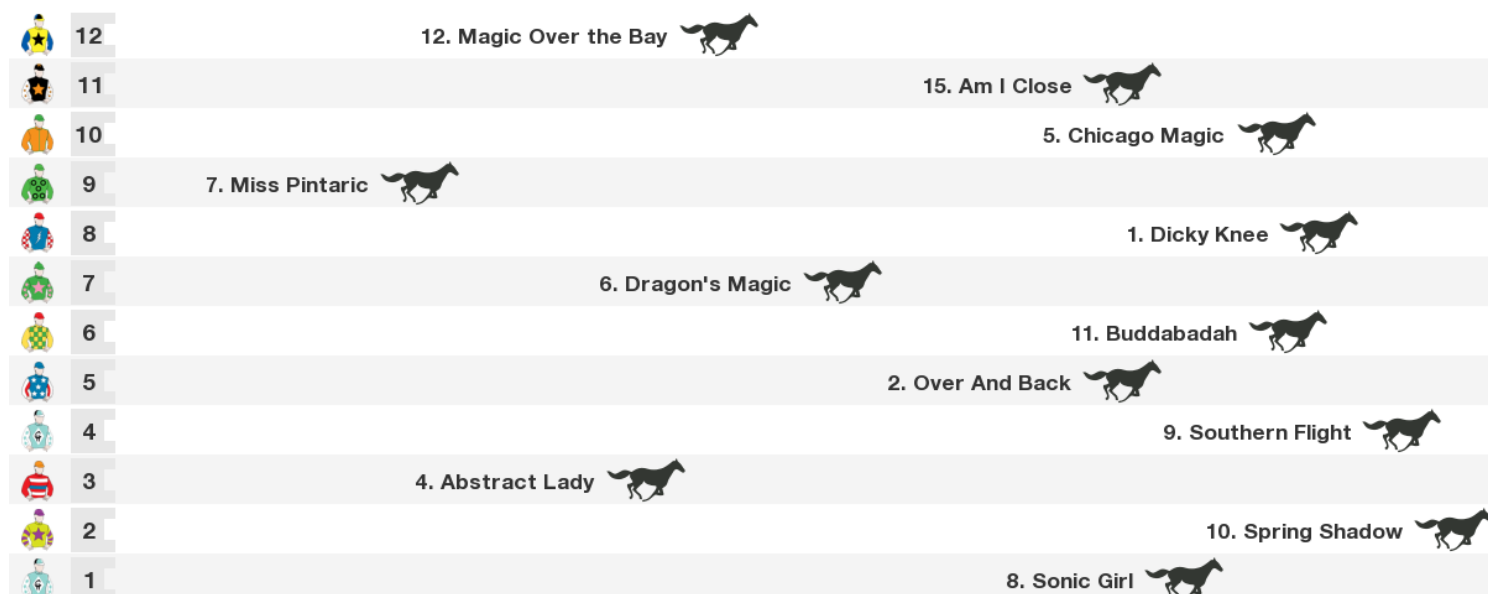 12 12. Magic Over the Bay
11 15. Am I Close
10 5. Chicago Magic
9 7. Miss Pintaric
8 1. Dicky Knee
7 6. Dragon's Magic
6 11. Buddabadah
5 2. Over And Back
4 9. Southern Flight
3 4. Abstract Lady
2 10. Spring Shadow
1 8. Sonic Girl